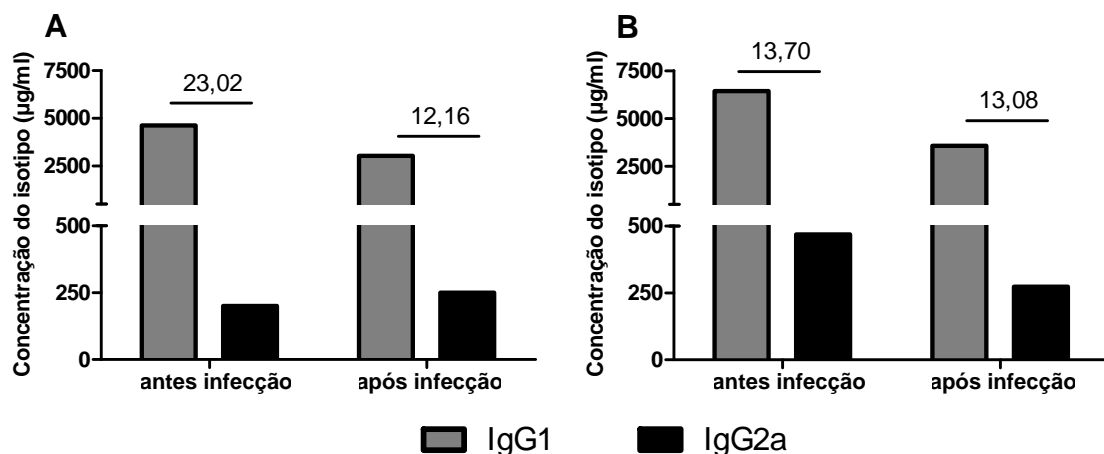 A
Concentração do isotipo (µg/ml)
7500
5000
2500
500
250
0
23,02
12,16
antes infecção
após infecção
B
Concentração do isotipo (µg/ml)
7500
5000
2500
500
250
0
13,70
13,08
antes infecção
após infecção
IgG1
IgG2a